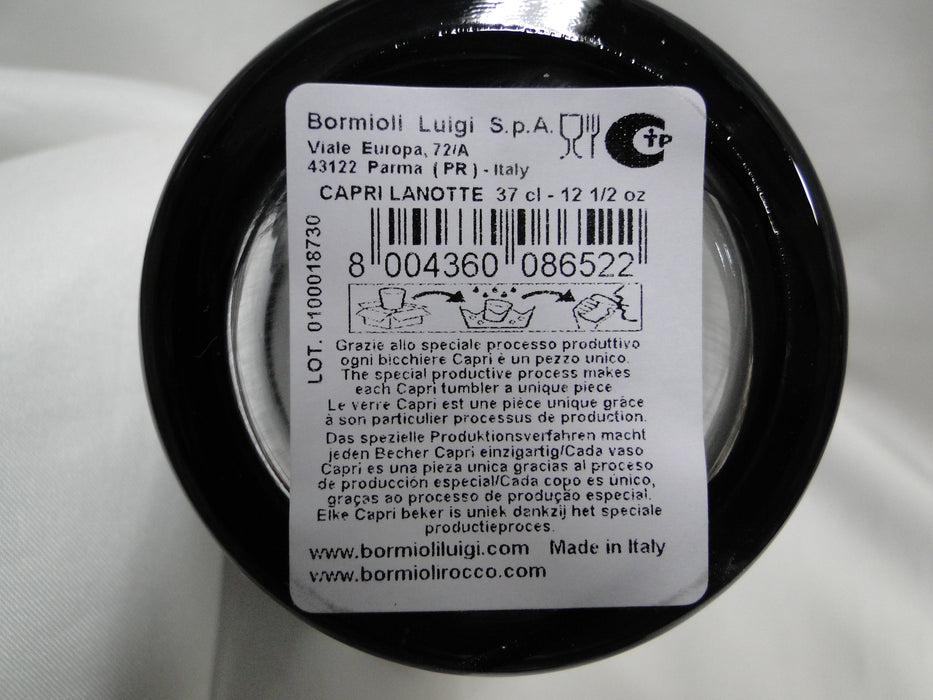 Bormioli Luigi S.p.A.
Viale Europa, 72/A
43122 Parma (PR) - Italy
CAPRI LANOTTE 37 cl - 12 1/2 oz
LOT. 0100018730
8 004360 086522
Grazie allo speciale processo produttivo
ogni bicchiere Capri è un pezzo unico.
The special productive process makes
each Capri tumbler a unique piece
Le verre Capri est une pièce unique grâce
à son particulier processus de production.
Das spezielle Produktionsverfahren macht
jeden Becher Capri einzigartig/Cada vaso
Capri es una pieza unica gracias al proceso
de producción especial/Cada copo es único,
graças ao processo de produção especial.
Elke Capri beker is uniek dankzij het speciale
productieproces.
www.bormioliluigi.com Made in Italy
www.bormiolirocco.com